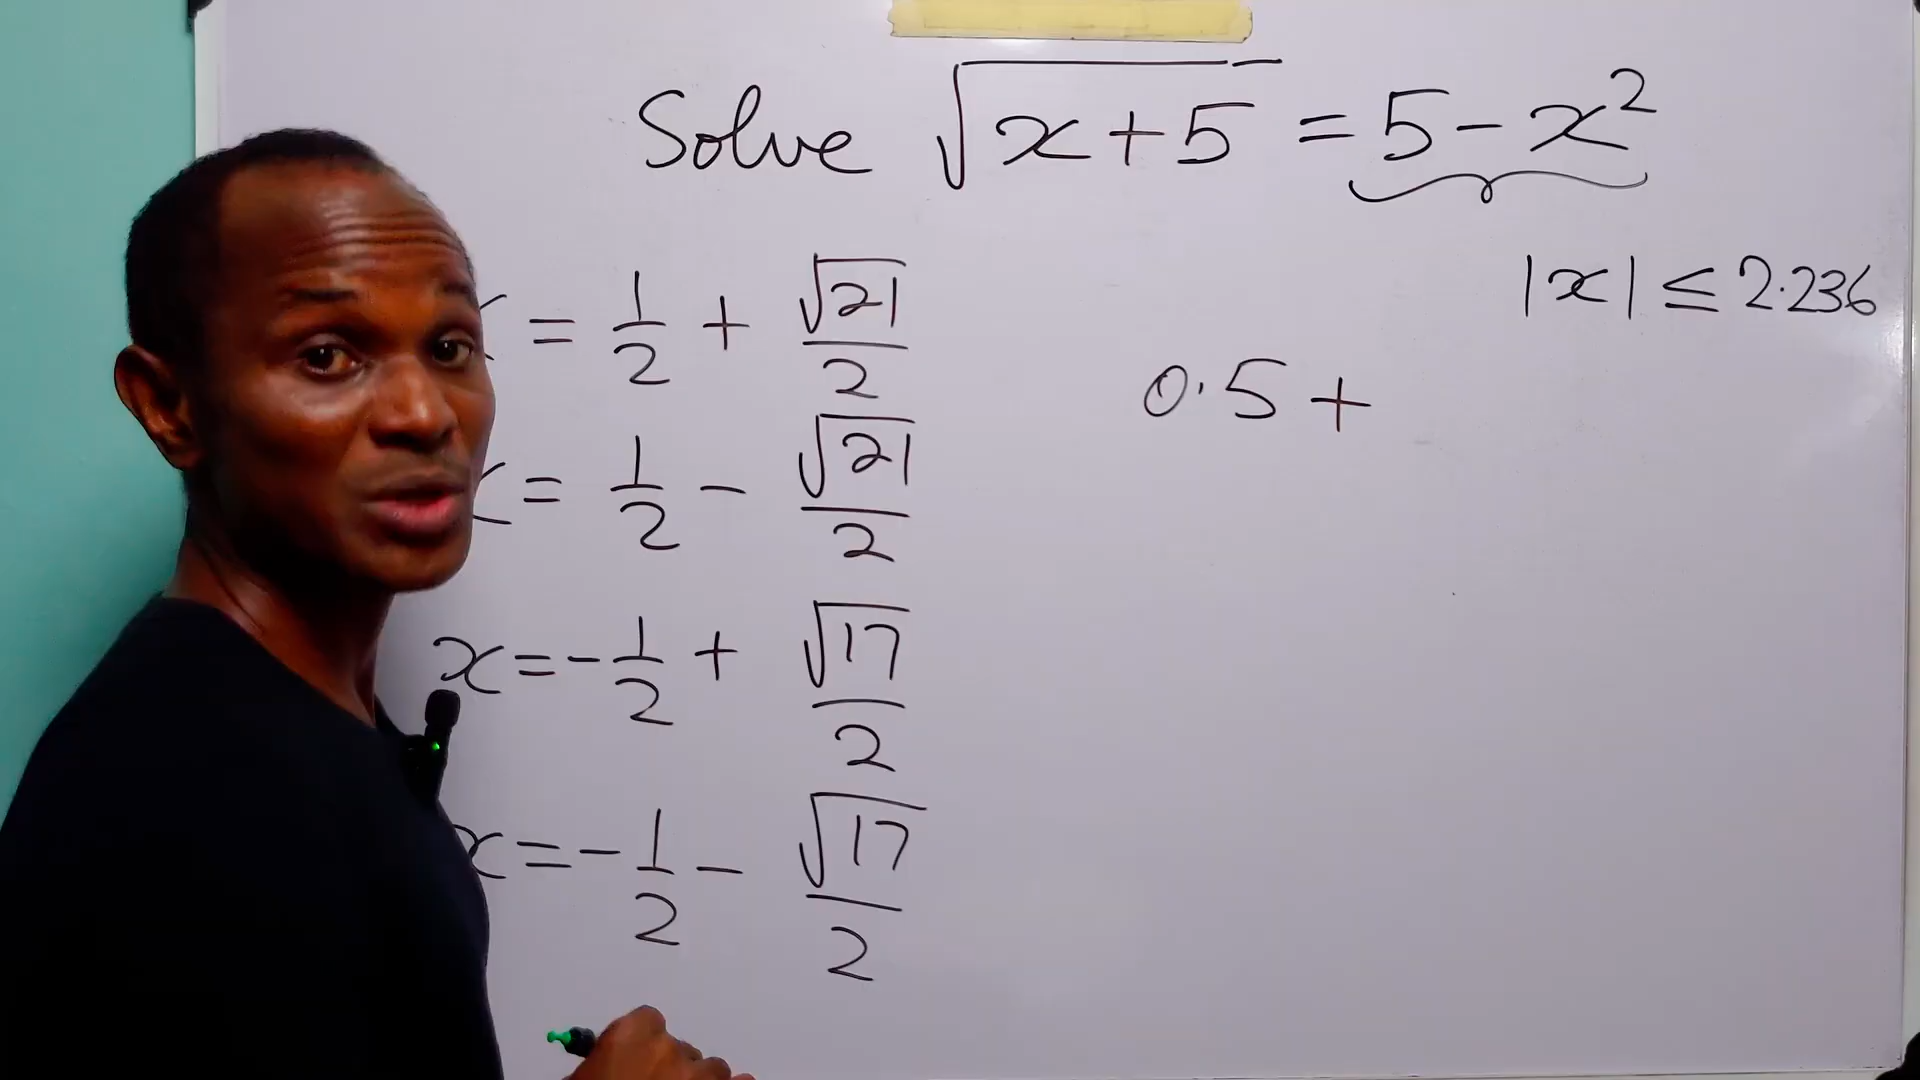 Solve √(x+5) = 5 - x²
|x| ≤ 2.236
x = 1/2 + √21/2
0.5 +
x = 1/2 - √21/2
x = -1/2 + √17/2
x = -1/2 - √17/2